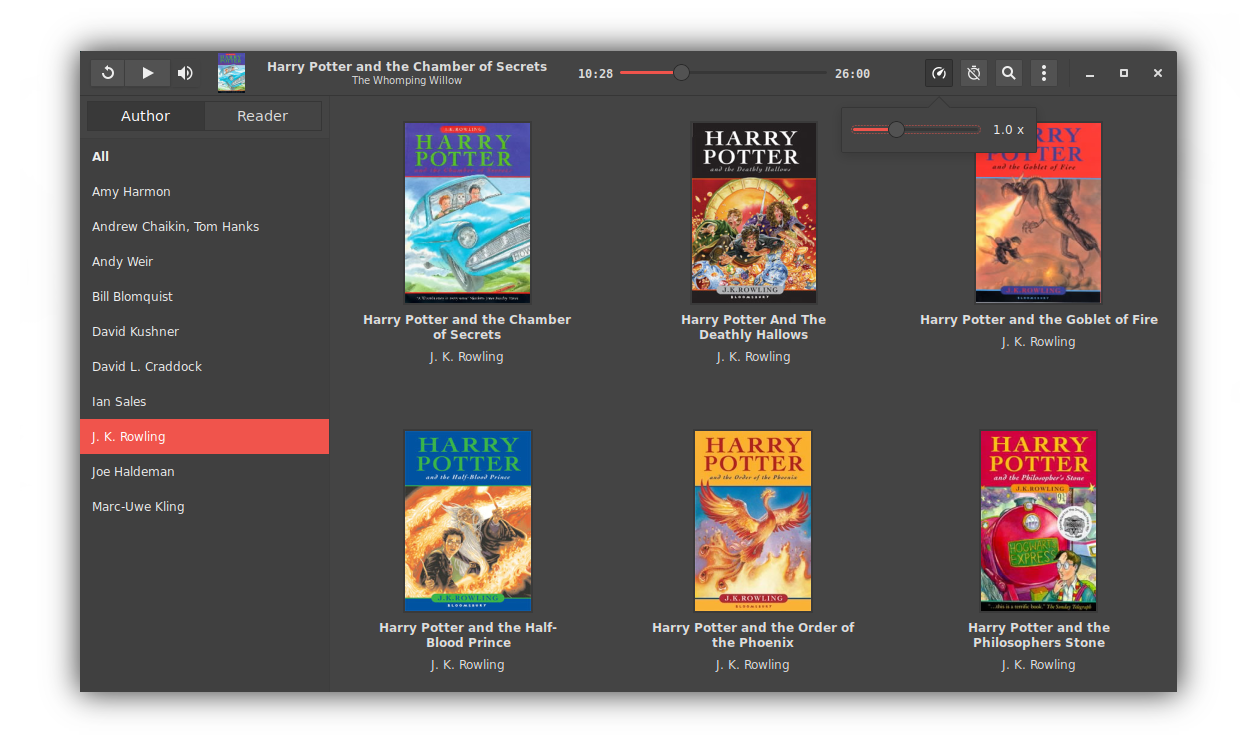 Harry Potter and the Chamber of Secrets
The Whomping Willow
10:28
26:00
Author
Reader
1.0 x
All
Amy Harmon
Andrew Chaikin, Tom Hanks
Andy Weir
Bill Blomquist
David Kushner
David L. Craddock
Ian Sales
J. K. Rowling
Joe Haldeman
Marc-Uwe Kling
J.K.ROWLING
HARRY
POTTER
Harry Potter and the Chamber
of Secrets
J. K. Rowling
HARRY
POTTER
and the Deathly Hallows
J.K.ROWLING
BLOOMSBURY
Harry Potter And The
Deathly Hallows
J. K. Rowling
POTTER
and the Goblet of Fire
J.K.ROWLING
BLOOMSBURY
Harry Potter and the Goblet of Fire
J. K. Rowling
HARRY
POTTER
and the Half-Blood Prince
J.K.ROWLING
BLOOMSBURY
Harry Potter and the Half-
Blood Prince
J. K. Rowling
HARRY
POTTER
and the Order of the Phoenix
J.K.ROWLING
BLOOMSBURY
Harry Potter and the Order of
the Phoenix
J. K. Rowling
HARRY
POTTER
and the Philosopher's Stone
J.K.ROWLING
HOGWARTS
EXPRESS
"...this is a terrific book." The Sunday Telegraph
Harry Potter and the
Philosophers Stone
J. K. Rowling